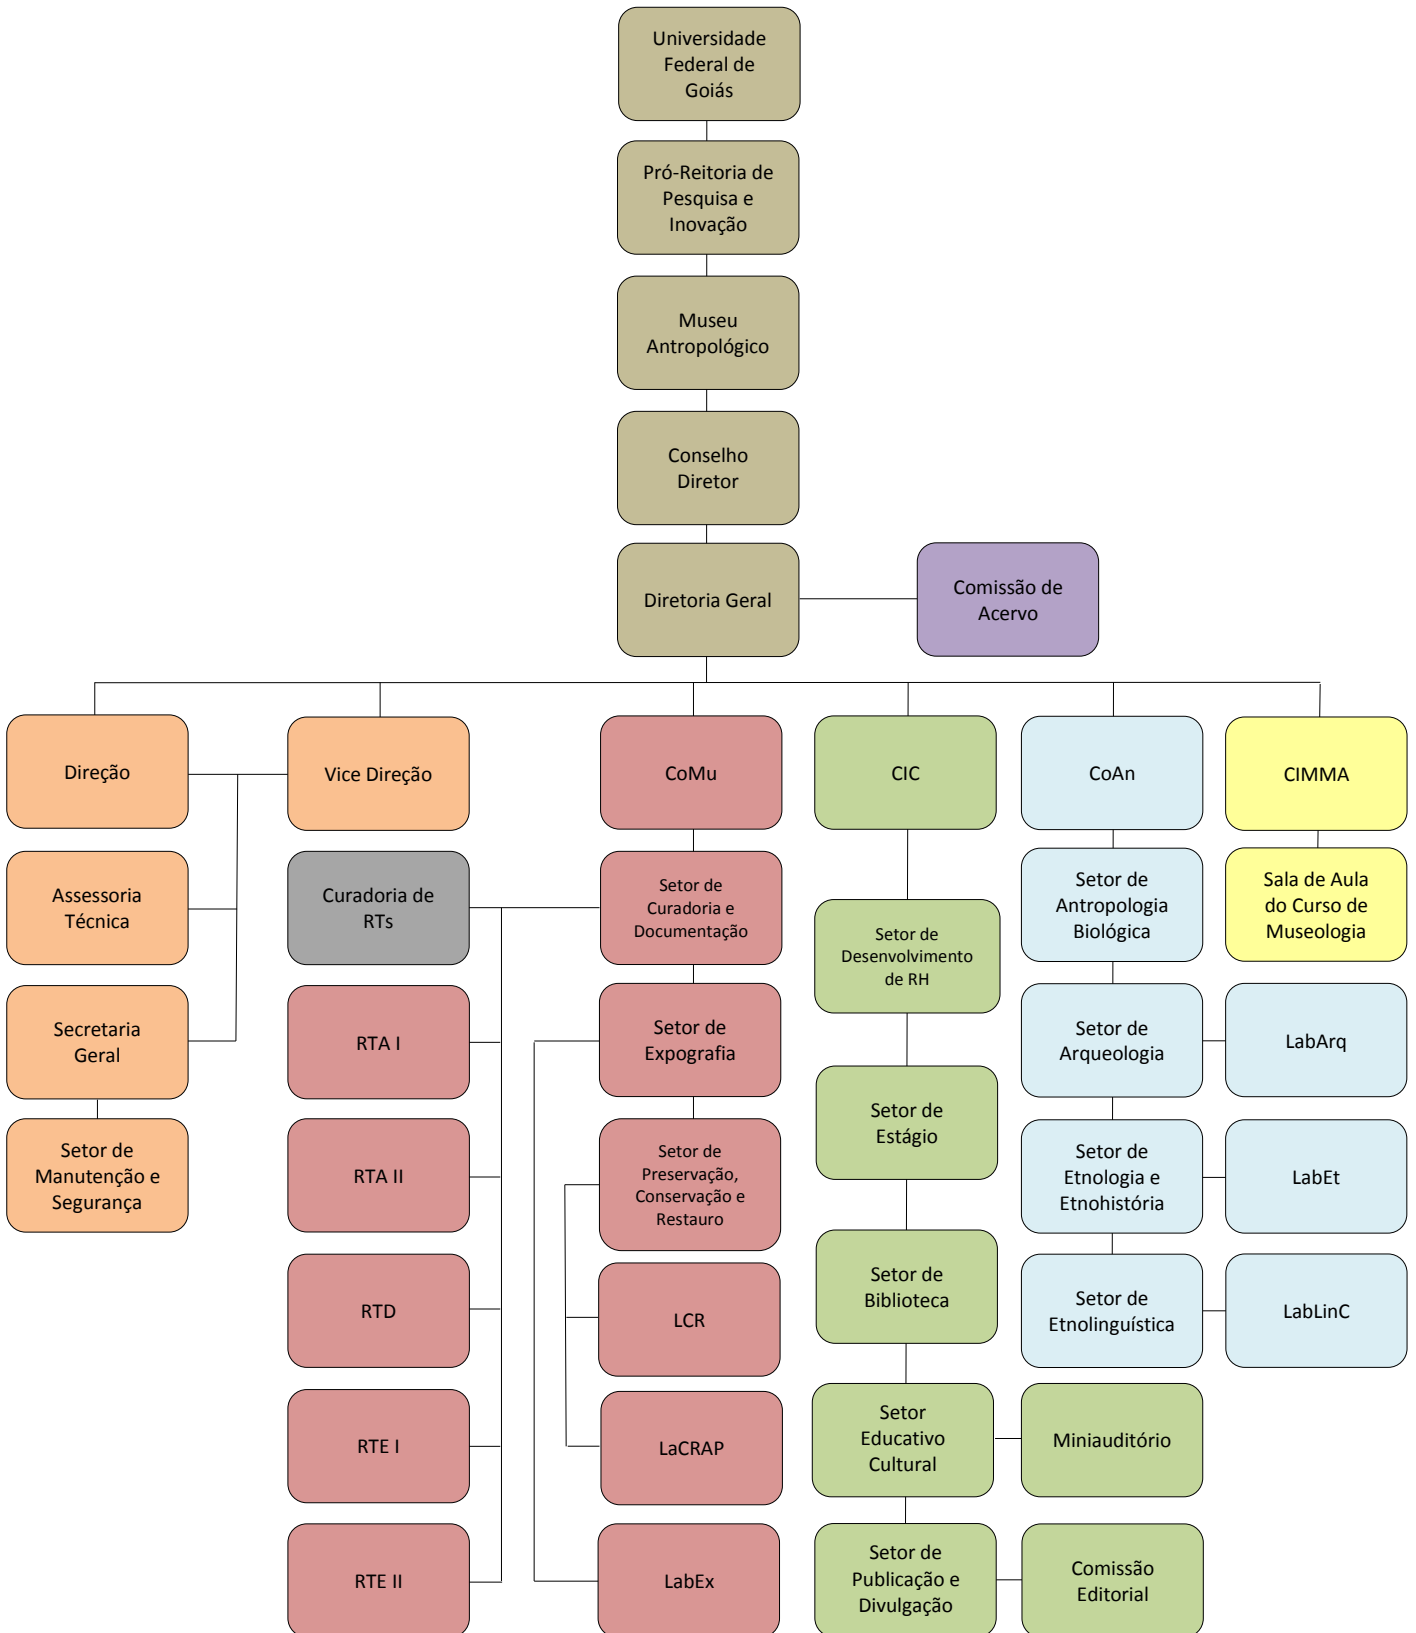 Universidade
Federal de
Goiás
Pró-Reitoria de
Pesquisa e
Inovação
Museu
Antropológico
Conselho
Diretor
Diretoria Geral
Comissão de
Acervo
Direção
Vice Direção
CoMu
CIC
CoAn
CIMMA
Assessoria
Técnica
Curadoria de
RTs
Setor de
Curadoria e
Documentação
Setor de
Desenvolvimento
de RH
Setor de
Antropologia
Biológica
Sala de Aula
do Curso de
Museologia
Secretaria
Geral
RTA I
Setor de
Expografia
Setor de
Estágio
Setor de
Arqueologia
LabArq
Setor de
Manutenção e
Segurança
RTA II
Setor de
Preservação,
Conservação e
Restauro
Setor de
Etnologia e
Etnohistória
LabEt
RTD
LCR
Setor de
Biblioteca
Setor de
Etnolinguística
LabLinC
RTE I
LaCRAP
Setor
Educativo
Cultural
Miniauditório
RTE II
LabEx
Setor de
Publicação e
Divulgação
Comissão
Editorial